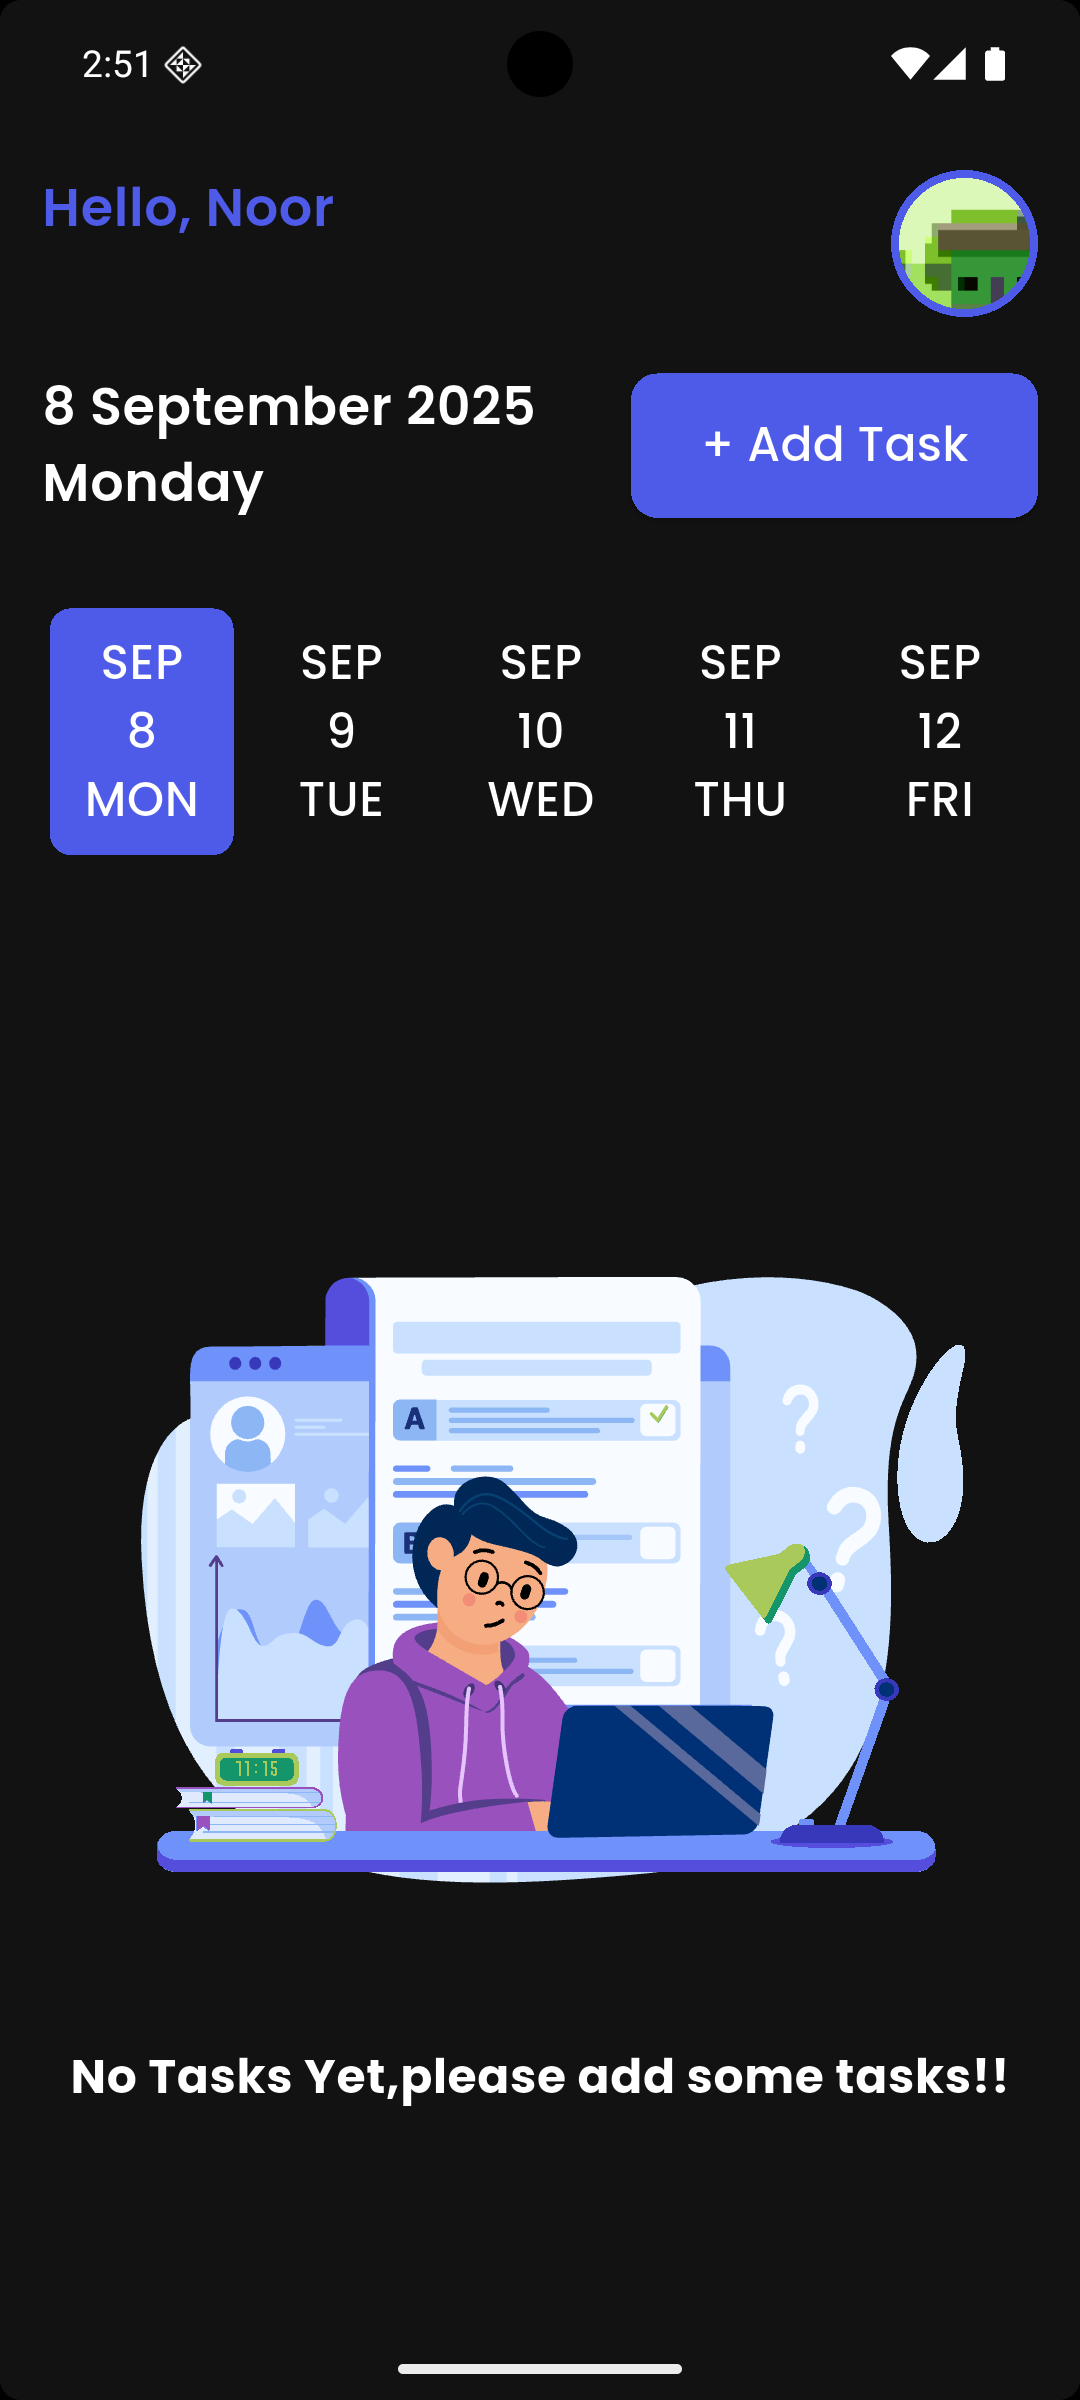 2:51
Hello, Noor
8 September 2025
Monday
+ Add Task
SEP
8
MON
SEP
9
TUE
SEP
10
WED
SEP
11
THU
SEP
12
FRI
A
B
11:15
No Tasks Yet,please add some tasks!!